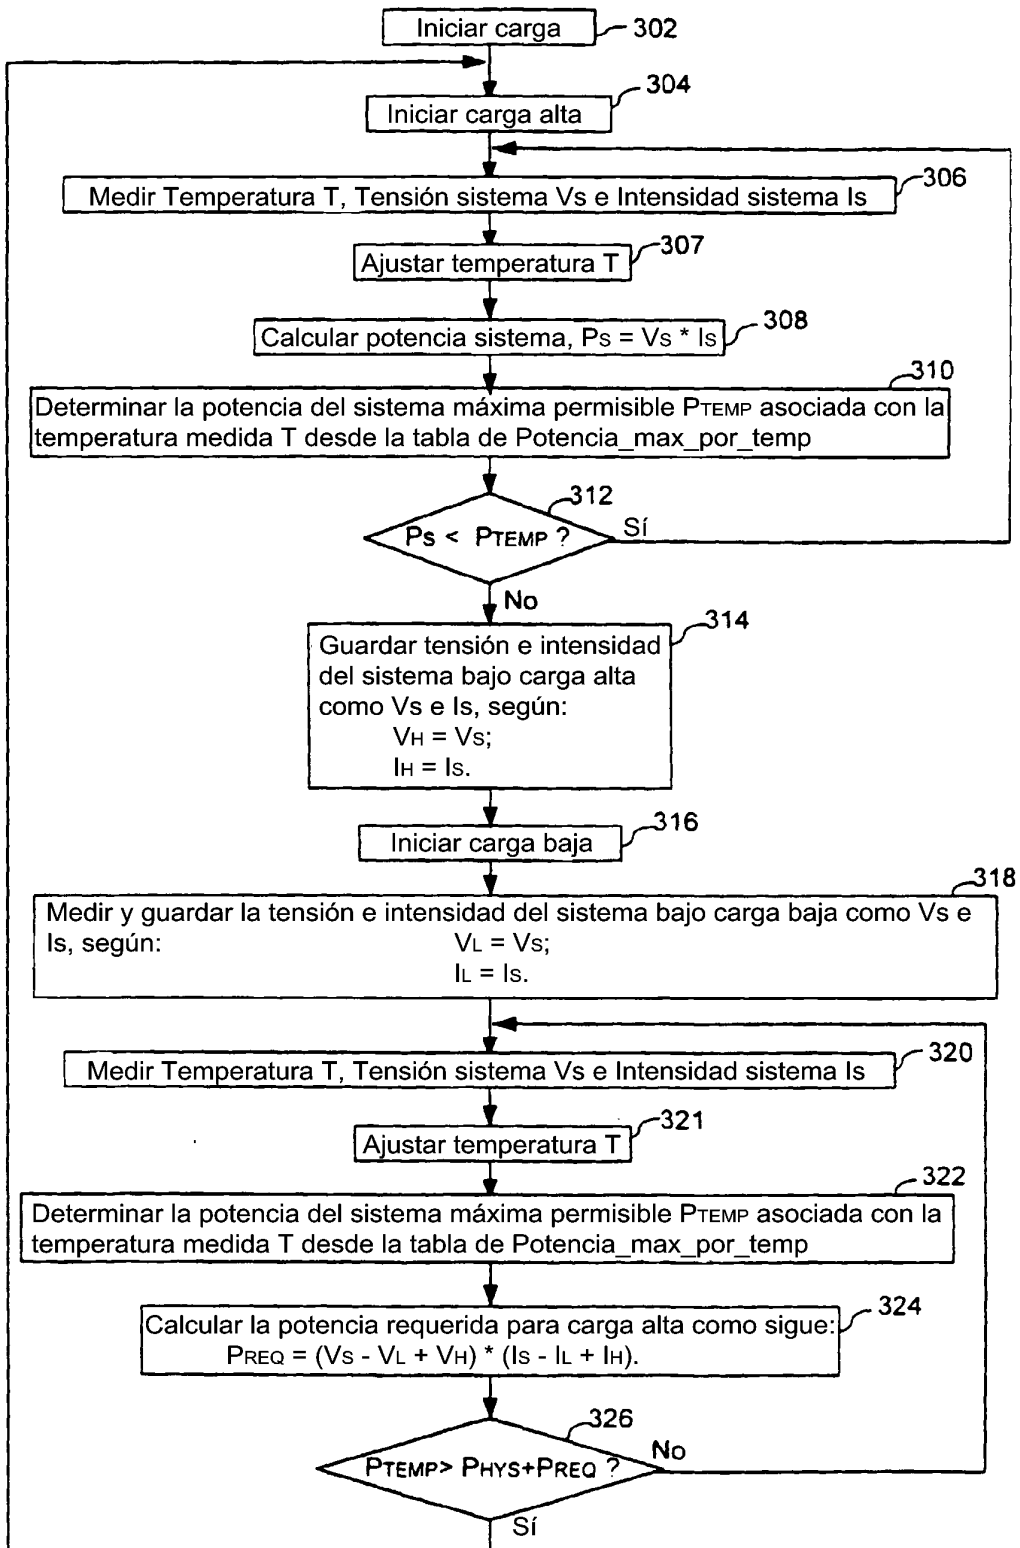 Iniciar carga
302
304
Iniciar carga alta
306
Medir Temperatura T, Tensión sistema Vs e Intensidad sistema Is
307
Ajustar temperatura T
308
Calcular potencia sistema, Ps = Vs * Is
310
Determinar la potencia del sistema máxima permisible PTEMP asociada con la
temperatura medida T desde la tabla de Potencia_max_por_temp
312
Ps < PTEMP ?
Sí
No
314
Guardar tensión e intensidad
del sistema bajo carga alta
como Vs e Is, según:
VH = Vs;
IH = Is.
316
Iniciar carga baja
318
Medir y guardar la tensión e intensidad del sistema bajo carga baja como Vs e
Is, según: VL = Vs;
IL = Is.
320
Medir Temperatura T, Tensión sistema Vs e Intensidad sistema Is
321
Ajustar temperatura T
322
Determinar la potencia del sistema máxima permisible PTEMP asociada con la
temperatura medida T desde la tabla de Potencia_max_por_temp
324
Calcular la potencia requerida para carga alta como sigue:
PREQ = (Vs - VL + VH) * (Is - IL + IH).
326
PTEMP> PHYS+PREQ ?
No
Sí